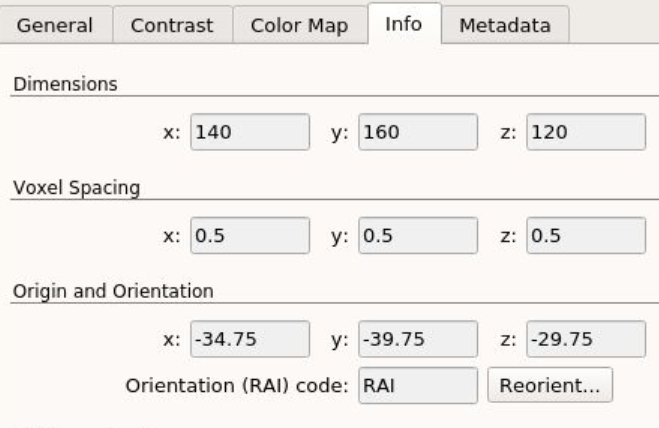 General Contrast Color Map Info Metadata
Dimensions
x: 140 y: 160 z: 120
Voxel Spacing
x: 0.5 y: 0.5 z: 0.5
Origin and Orientation
x: -34.75 y: -39.75 z: -29.75
Orientation (RAI) code: RAI Reorient...